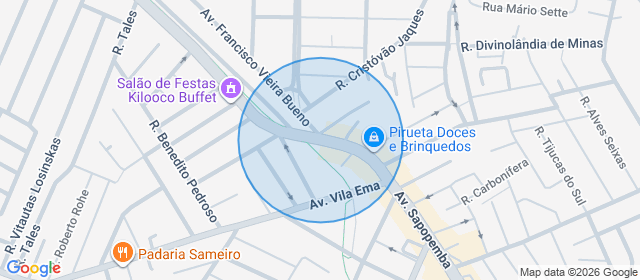 Rua Mário Sette
R. Tales
Av. Francisco Vieira Bueno
R. Cristóvão Jaques
R. Divinolândia de Minas
Salão de Festas
Kilooco Buffet
R. Alves Seixas
Pirueta Doces
e Brinquedos
R. Tijucas do Sul
R. Benedito Pedroso
R. Vitautas Losinskas
R. Carbonífera
R. Roberto Rohe
Av. Vila Ema
Av. Sapopemba
R. Tales
Padaria Sameiro
Google
Map data ©2026 Google